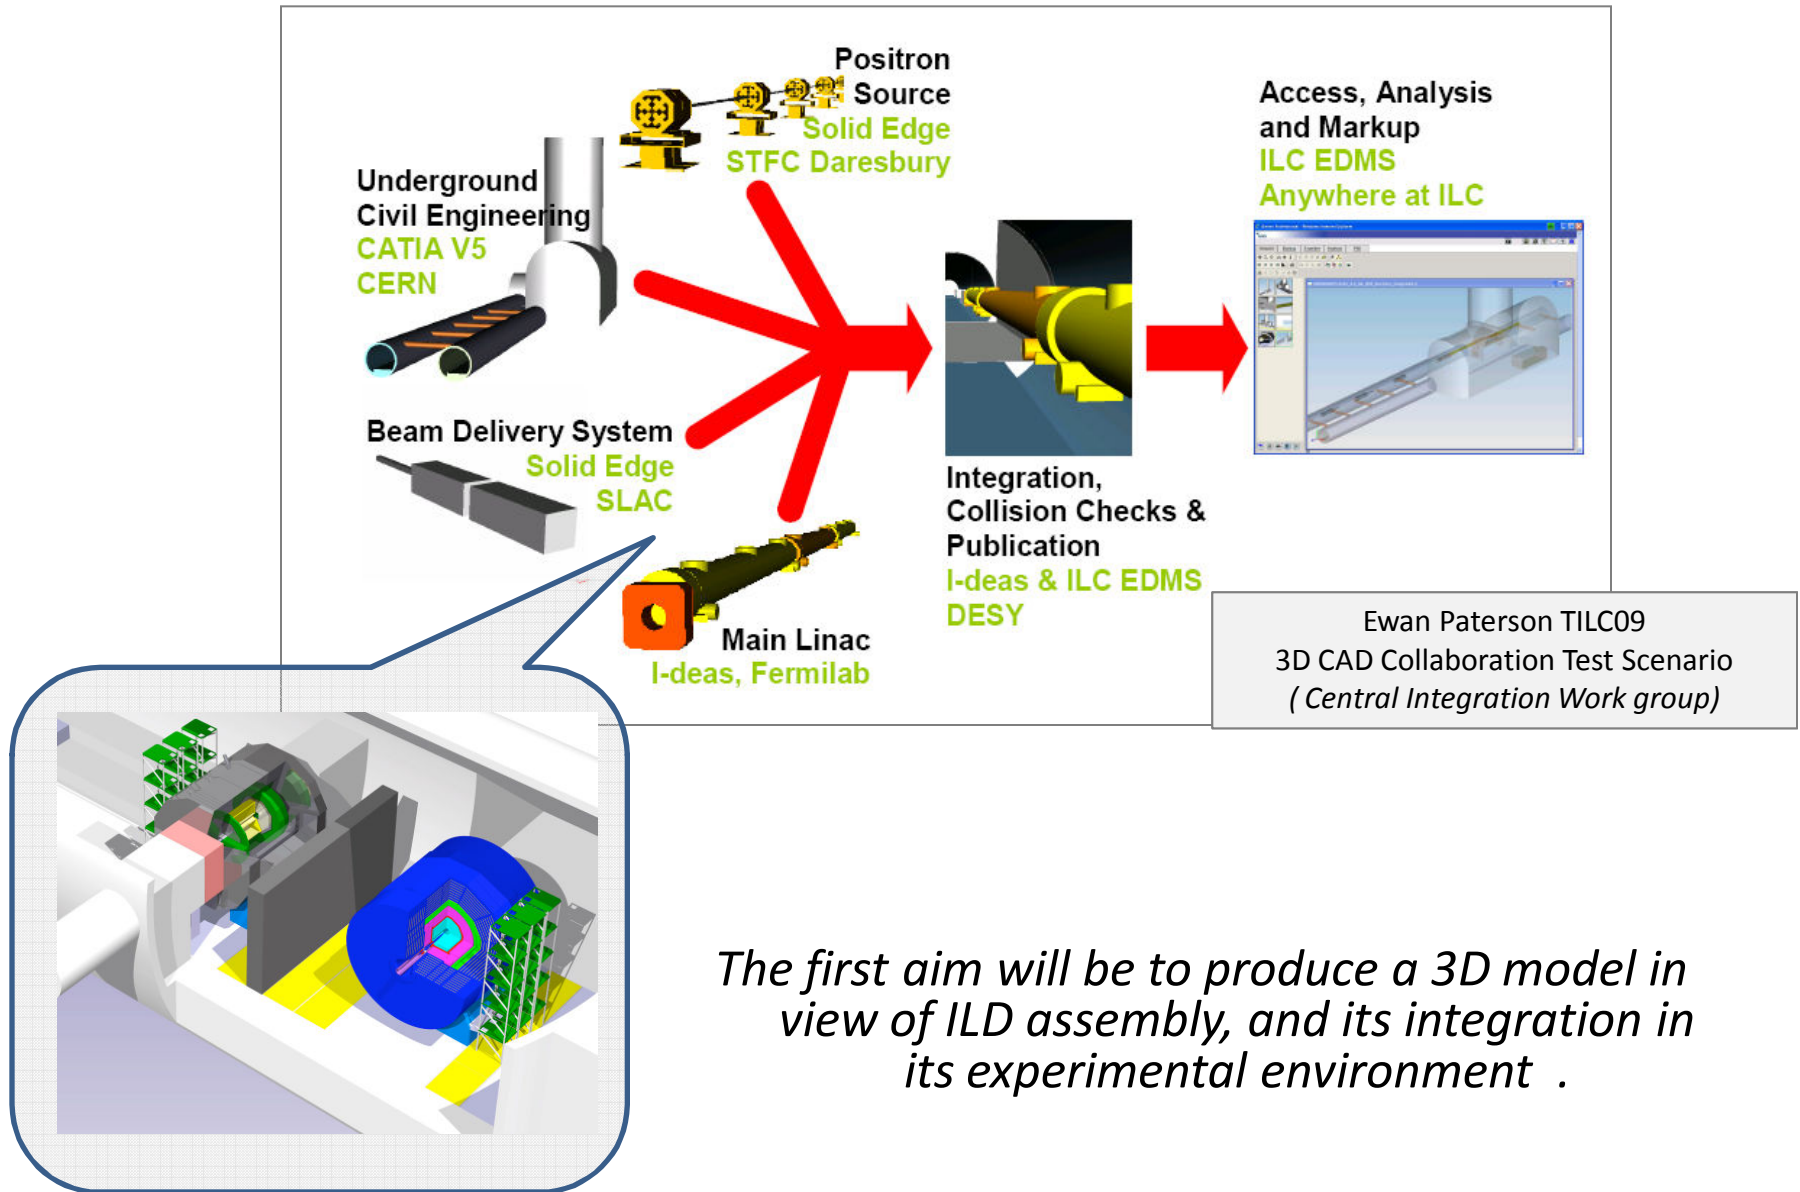 Positron
Source
Solid Edge
STFC Daresbury
Underground
Civil Engineering
CATIA V5
CERN
Beam Delivery System
Solid Edge
SLAC
Main Linac
I-deas, Fermilab
Integration,
Collision Checks &
Publication
I-deas & ILC EDMS
DESY
Access, Analysis
and Markup
ILC EDMS
Anywhere at ILC
Ewan Paterson TILC09
3D CAD Collaboration Test Scenario
( Central Integration Work group)
The first aim will be to produce a 3D model in
view of ILD assembly, and its integration in
its experimental environment .